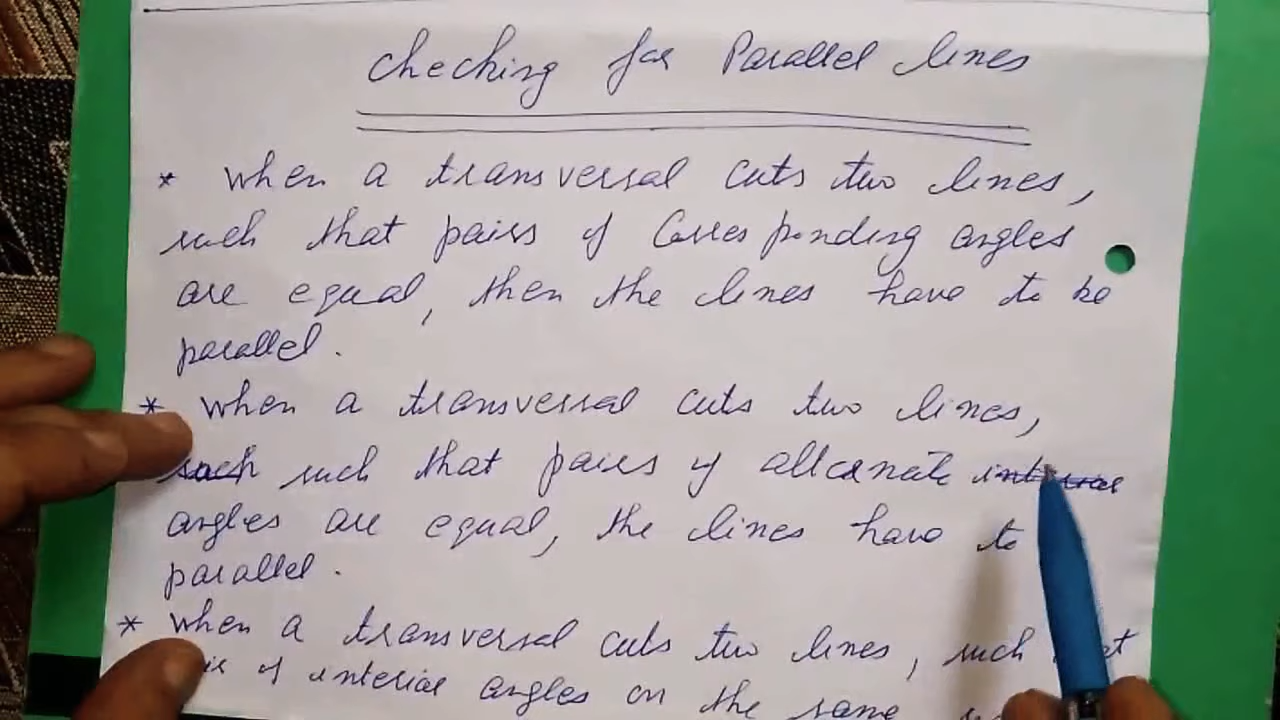 Checking for Parallel lines
* when a transversal cuts two lines,
such that pairs of Corresponding angles
are equal, then the lines have to be
parallel.
* when a transversal cuts two lines,
such such that pairs of alternate interior
angles are equal, the lines have to
parallel.
* when a transversal cuts two lines, such
of interior angles on the same